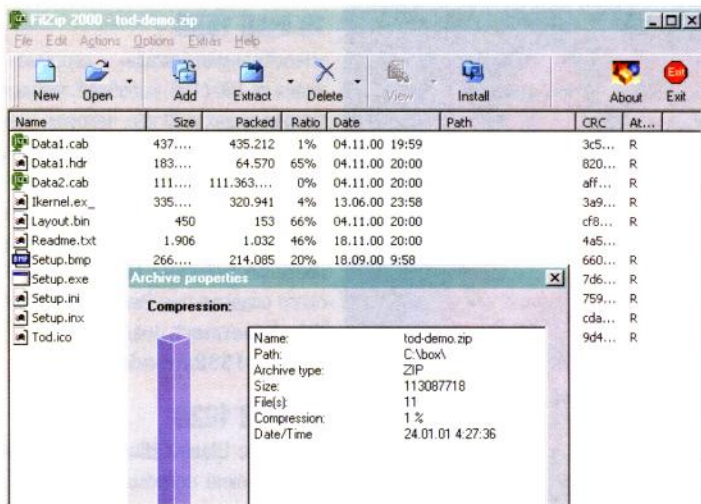 FilZip 2000 - tod-demo.zip
File Edit Actions Options Extras Help
New Open Add Extract Delete View Install About Exit
Name Size Packed Ratio Date Path CRC At...
Data1.cab 437.... 435.212 1% 04.11.00 19:59 3c5... R
Data1.hdr 183.... 64.570 65% 04.11.00 20:00 820... R
Data2.cab 111.... 111.363.... 0% 04.11.00 20:00 aff... R
Ikernel.ex_ 335.... 320.941 4% 13.06.00 23:58 3a9... R
Layout.bin 450 153 66% 04.11.00 20:00 cf8... R
Readme.txt 1.906 1.032 46% 18.11.00 20:00 4a5...
Setup.bmp 266.... 214.085 20% 18.09.00 9:58 660... R
Setup.exe 7d6... R
Setup.ini 759... R
Setup.inx cda... R
Tod.ico 9d4... R
Archive properties
Compression:
Name: tod-demo.zip
Path: C:\box\
Archive type: ZIP
Size: 113087718
File(s): 11
Compression: 1 %
Date/Time 24.01.01 4:27:36